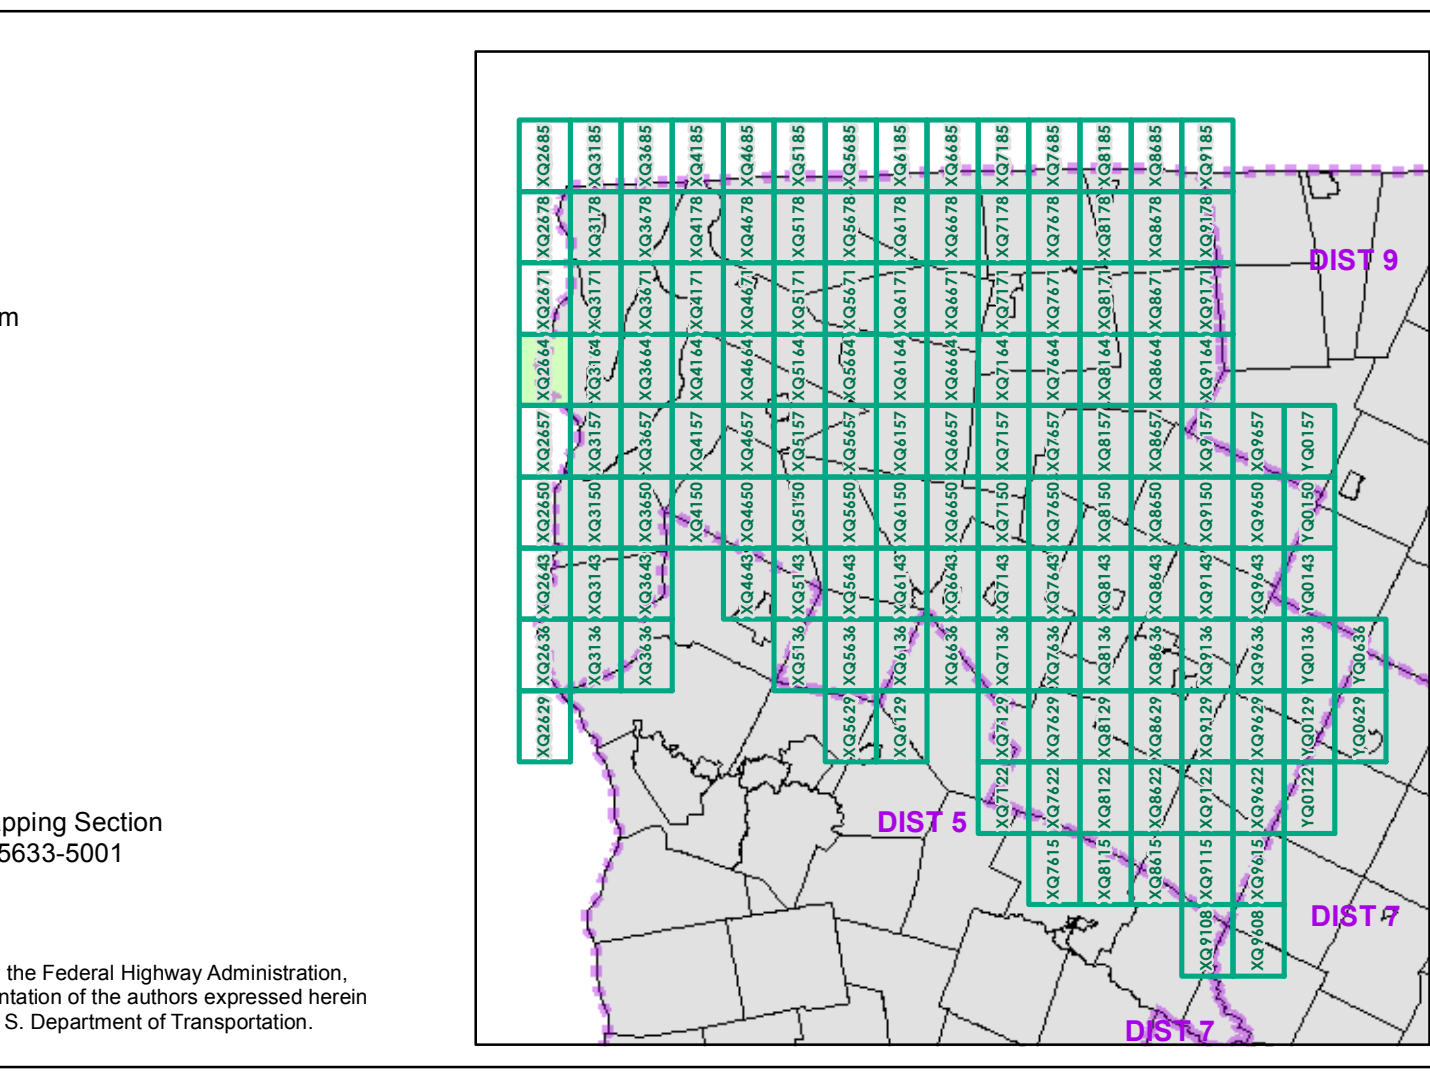 m
pping Section
5633-5001
the Federal Highway Administration,
ntation of the authors expressed herein
S. Department of Transportation.
XQ2685 XQ3185 XQ3685 XQ4185 XQ4685 XQ5185 XQ5685 XQ6185 XQ6685 XQ7185 XQ7685 XQ8185 XQ8685 XQ9185
XQ2678 XQ3178 XQ3678 XQ4178 XQ4678 XQ5178 XQ5678 XQ6178 XQ6678 XQ7178 XQ7678 XQ8178 XQ8678 XQ9178
DIST 9
XQ2671 XQ3171 XQ3671 XQ4171 XQ4671 XQ5171 XQ5671 XQ6171 XQ6671 XQ7171 XQ7671 XQ8171 XQ8671 XQ9171
XQ2664 XQ3164 XQ3664 XQ4164 XQ4664 XQ5164 XQ5664 XQ6164 XQ6664 XQ7164 XQ7664 XQ8164 XQ8664 XQ9164
XQ2657 XQ3157 XQ3657 XQ4157 XQ4657 XQ5157 XQ5657 XQ6157 XQ6657 XQ7157 XQ7657 XQ8157 XQ8657 XQ9157 XQ9657 YQ0157
XQ2650 XQ3150 XQ3650 XQ4150 XQ4650 XQ5150 XQ5650 XQ6150 XQ6650 XQ7150 XQ7650 XQ8150 XQ8650 XQ9150 XQ9650 YQ0150
XQ2643 XQ3143 XQ3643 XQ4643 XQ5143 XQ5643 XQ6143 XQ6643 XQ7143 XQ7643 XQ8143 XQ8643 XQ9143 XQ9643 YQ0143
XQ2636 XQ3136 XQ3636 XQ5136 XQ5636 XQ6136 XQ6636 XQ7136 XQ7636 XQ8136 XQ8636 XQ9136 XQ9636 YQ0136 YQ0636
XQ2629 XQ5629 XQ6129 XQ7129 XQ7629 XQ8129 XQ8629 XQ9129 XQ9629 YQ0129 YQ0629
XQ7122 XQ7622 XQ8122 XQ8622 XQ9122 XQ9622 YQ0122
DIST 5
XQ7615 XQ8115 XQ8615 XQ9115 XQ9615
DIST 7
XQ9108 XQ9608
DIST 7